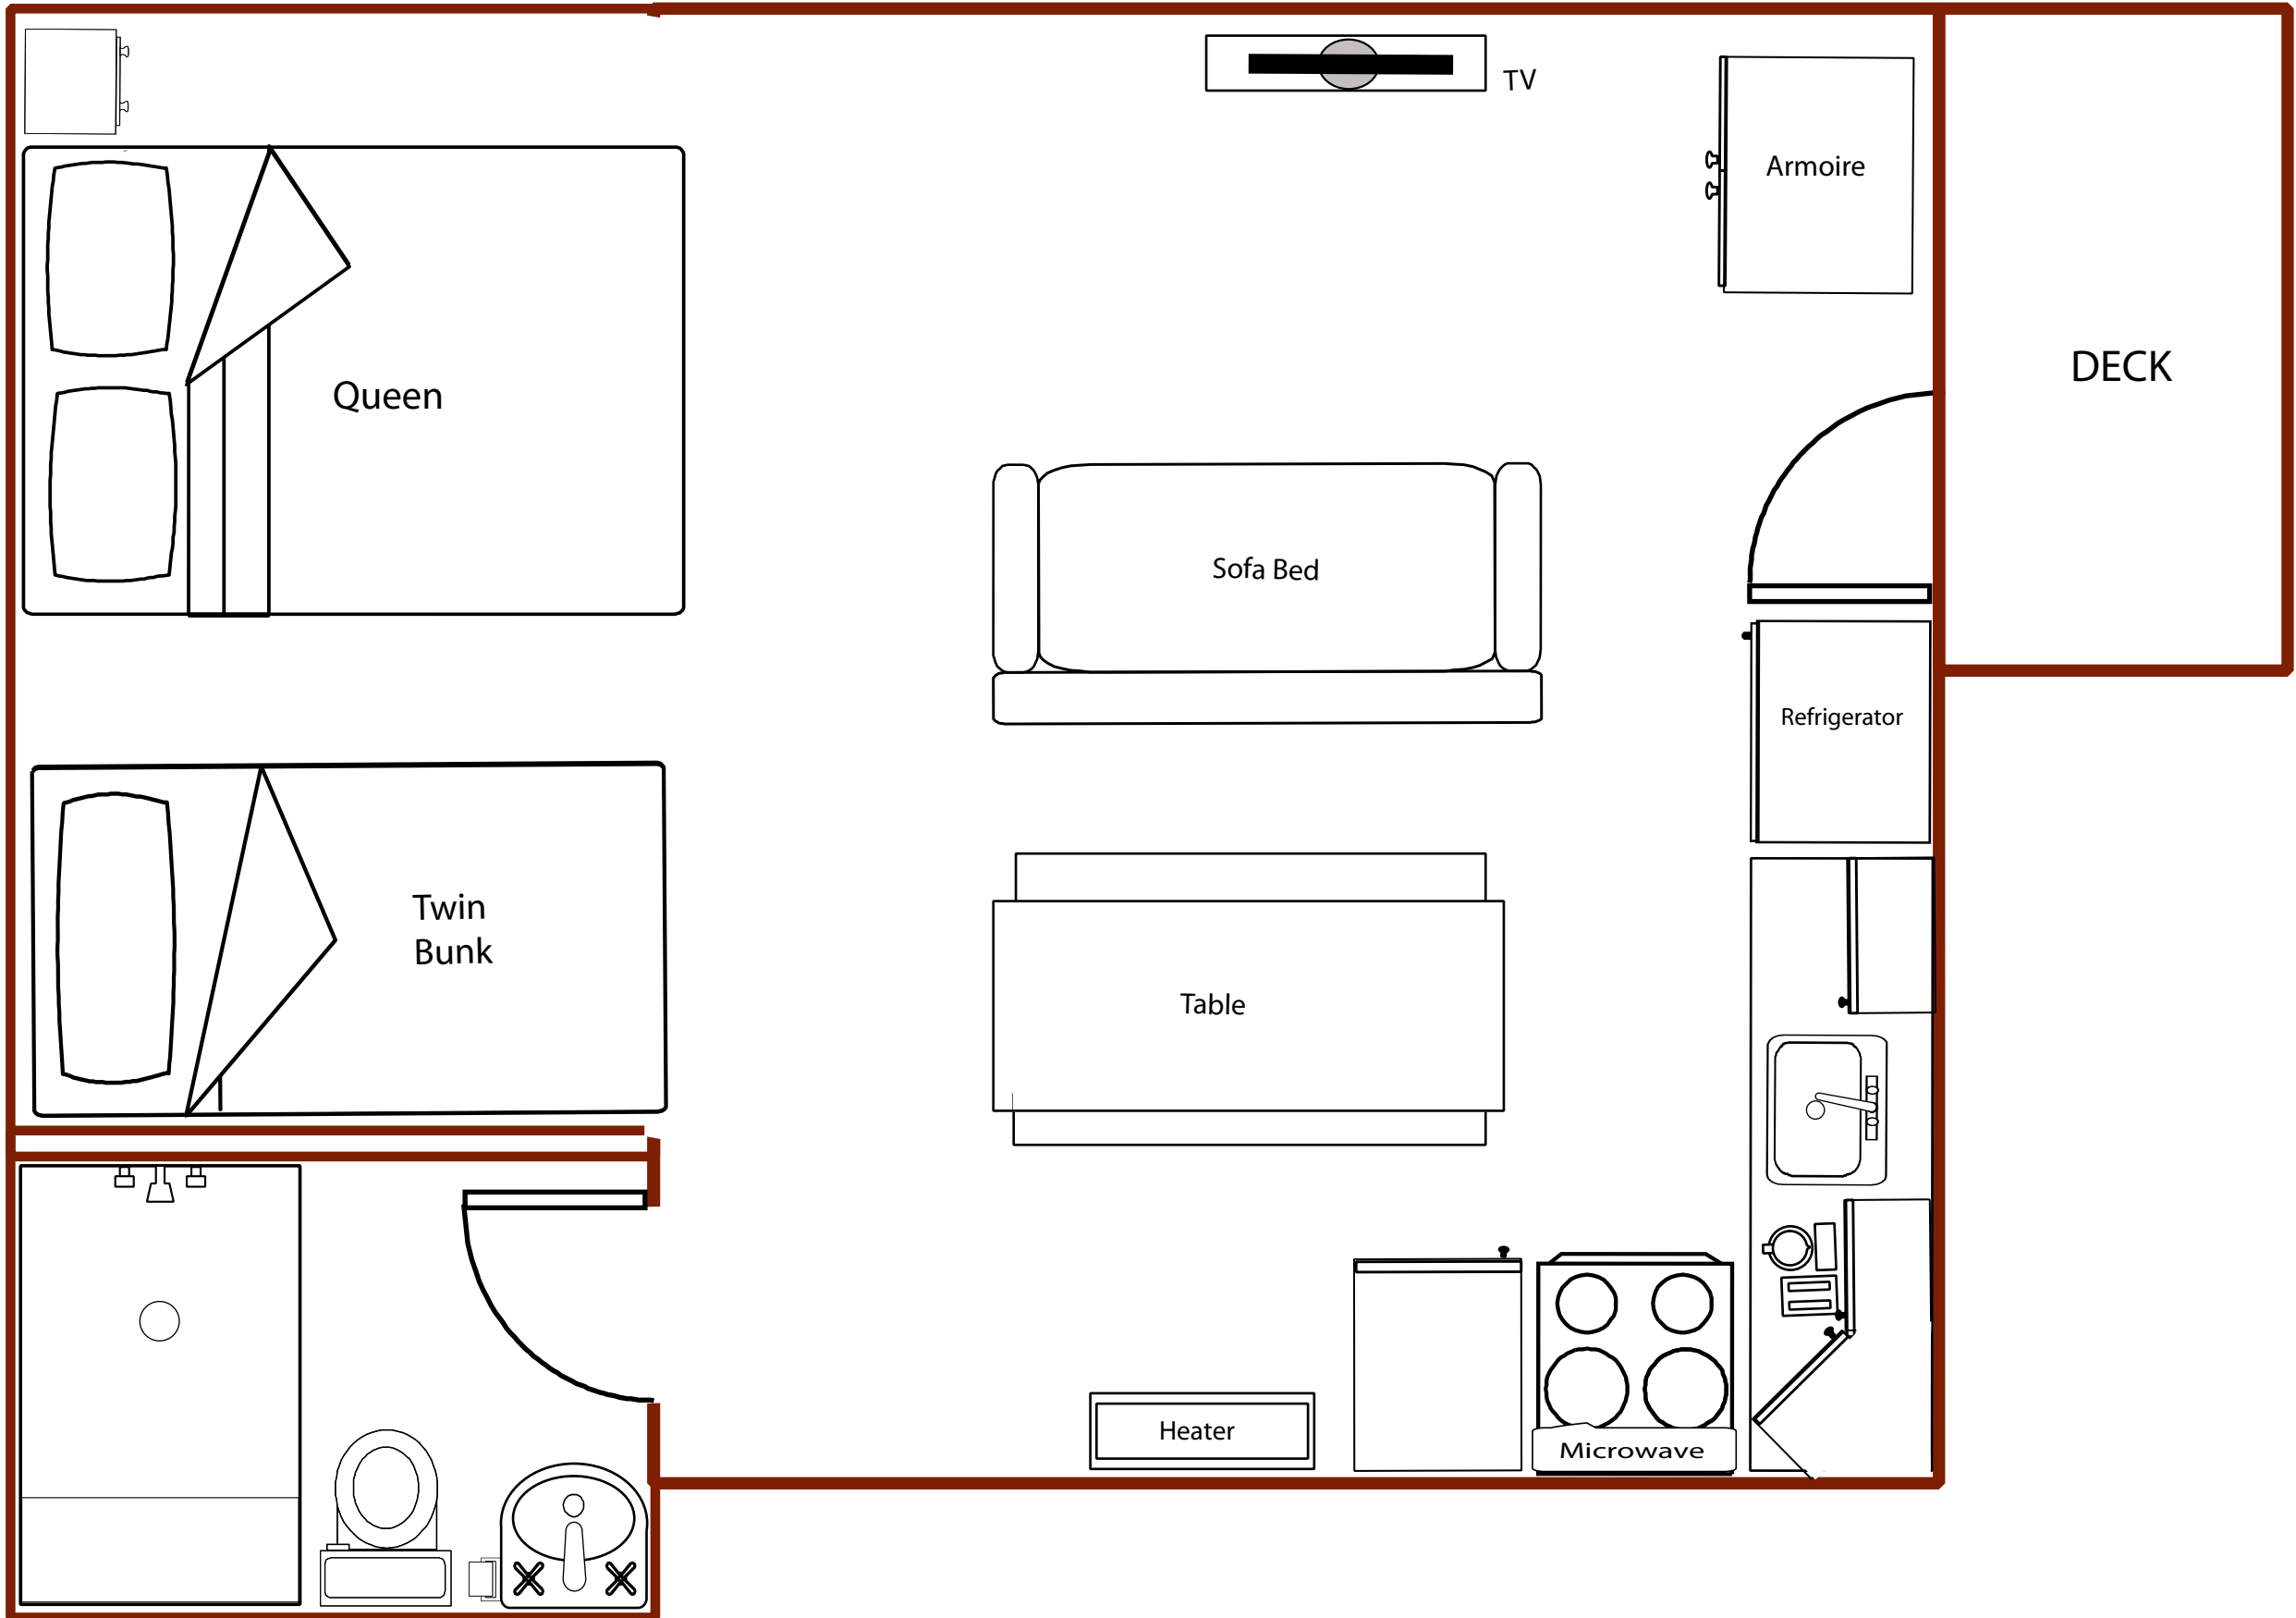 TV
Armoire
DECK
Queen
Sofa Bed
Refrigerator
Twin
Bunk
Table
Heater
Microwave